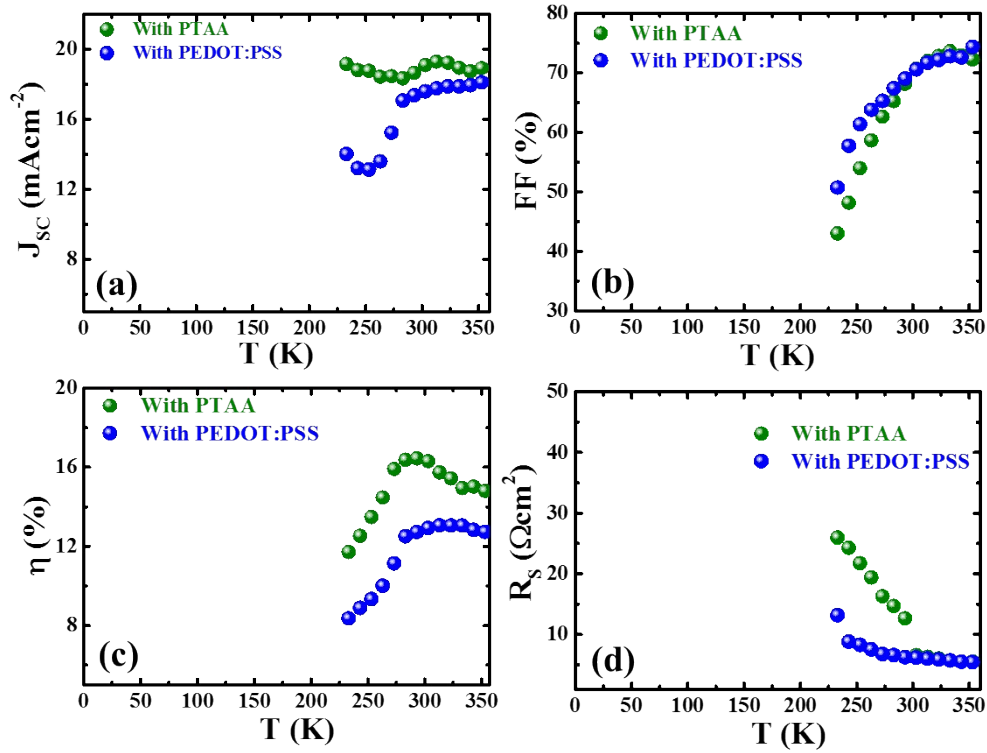 With PTAA
With PEDOT:PSS
20
16
12
8
J_SC (mAcm⁻²)
(a)
0 50 100 150 200 250 300 350
T (K)
With PTAA
With PEDOT:PSS
80
70
60
50
40
30
FF (%)
(b)
0 50 100 150 200 250 300 350
T (K)
With PTAA
With PEDOT:PSS
20
16
12
8
η (%)
(c)
0 50 100 150 200 250 300 350
T (K)
With PTAA
With PEDOT:PSS
50
40
30
20
10
R_S (Ωcm²)
(d)
0 50 100 150 200 250 300 350
T (K)